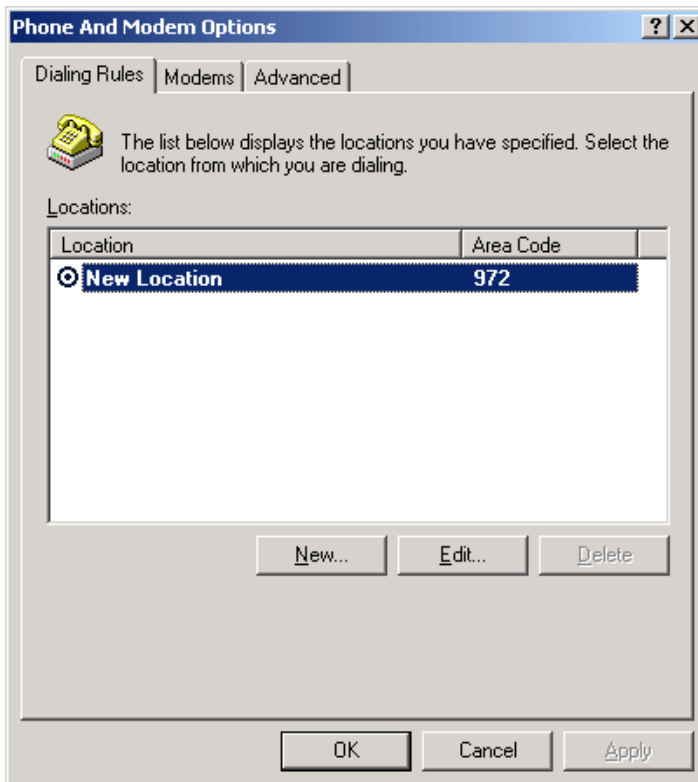 Phone And Modem Options
Dialing Rules Modems Advanced
The list below displays the locations you have specified. Select the
location from which you are dialing.
Locations:
Location Area Code
New Location 972
New... Edit... Delete
OK Cancel Apply